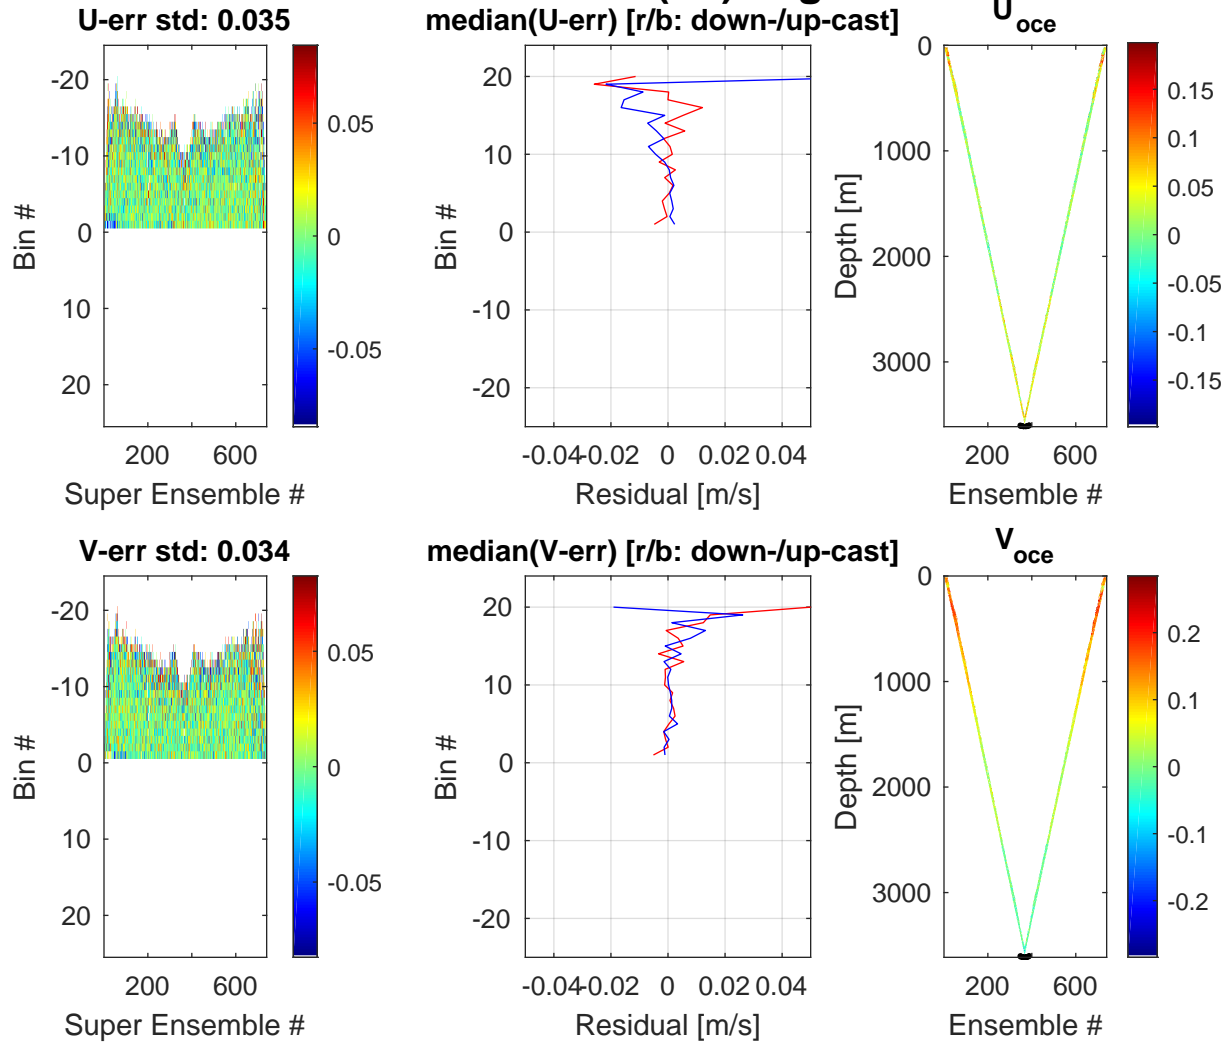 U-err std: 0.035
-20
-10
0
10
20
Bin #
200 600
Super Ensemble #
0.05
0
-0.05
median(U-err) [r/b: down-/up-cast]
20
10
0
-10
-20
Bin #
-0.04 -0.02 0 0.02 0.04
Residual [m/s]
U
oce
0
1000
2000
3000
Depth [m]
200 600
Ensemble #
0.15
0.1
0.05
0
-0.05
-0.1
-0.15
V-err std: 0.034
-20
-10
0
10
20
Bin #
200 600
Super Ensemble #
0.05
0
-0.05
median(V-err) [r/b: down-/up-cast]
20
10
0
-10
-20
Bin #
-0.04 -0.02 0 0.02 0.04
Residual [m/s]
V
oce
0
1000
2000
3000
Depth [m]
200 600
Ensemble #
0.2
0.1
0
-0.1
-0.2